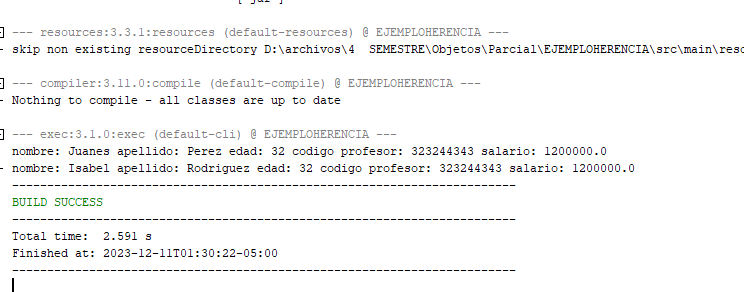 --- resources:3.3.1:resources (default-resources) @ EJEMPLOHERENCIA ---
skip non existing resourceDirectory D:\archivos\4  SEMESTRE\Objetos\Parcial\EJEMPLOHERENCIA\src\main\reso
--- compiler:3.11.0:compile (default-compile) @ EJEMPLOHERENCIA ---
Nothing to compile - all classes are up to date
--- exec:3.1.0:exec (default-cli) @ EJEMPLOHERENCIA ---
nombre: Juanes apellido: Perez edad: 32 codigo profesor: 323244343 salario: 1200000.0
nombre: Isabel apellido: Rodriguez edad: 32 codigo profesor: 323244343 salario: 1200000.0
------------------------------------------------------------------------
BUILD SUCCESS
------------------------------------------------------------------------
Total time:  2.591 s
Finished at: 2023-12-11T01:30:22-05:00
------------------------------------------------------------------------